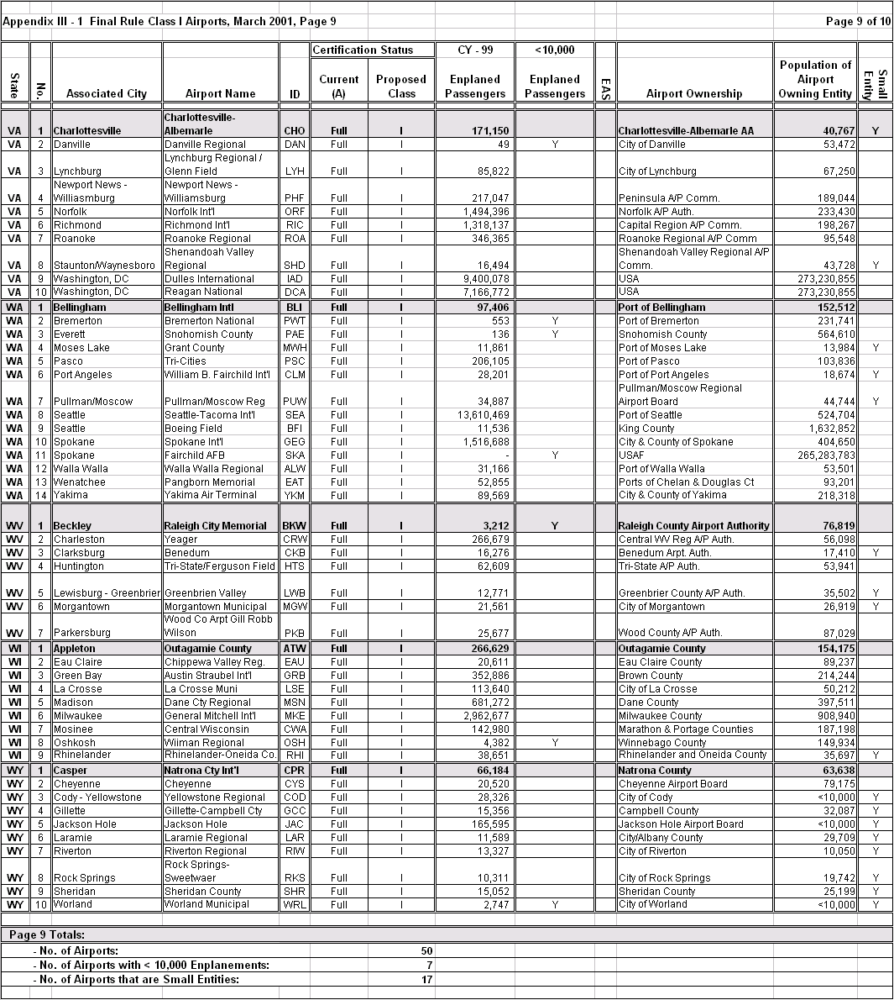 Appendix III - 1 Final Rule Class I Airports, March 2001, Page 9 Page 9 of 10
Certification Status CY - 99 <10,000
State No. Associated City Airport Name ID Current (A) Proposed Class Enplaned Passengers Enplaned Passengers EAS Airport Ownership Population of Airport Owning Entity Small Entity
VA 1 Charlottesville Charlottesville-Albemarle CHO Full I 171,150 Charlottesville-Albemarle AA 40,767 Y
VA 2 Danville Danville Regional DAN Full I 49 Y City of Danville 53,472
VA 3 Lynchburg Lynchburg Regional / Glenn Field LYH Full I 85,822 City of Lynchburg 67,250
VA 4 Newport News - Williasmburg Newport News - Williamsburg PHF Full I 217,047 Peninsula A/P Comm. 189,044
VA 5 Norfolk Norfolk Int'l ORF Full I 1,494,396 Norfolk A/P Auth. 233,430
VA 6 Richmond Richmond Int'l RIC Full I 1,318,137 Capital Region A/P Comm. 198,267
VA 7 Roanoke Roanoke Regional ROA Full I 346,365 Roanoke Regional A/P Comm 95,548
VA 8 Staunton/Waynesboro Shenandoah Valley Regional SHD Full I 16,494 Shenandoah Valley Regional A/P Comm. 43,728 Y
VA 9 Washington, DC Dulles International IAD Full I 9,400,078 USA 273,230,855
VA 10 Washington, DC Reagan National DCA Full I 7,166,772 USA 273,230,855
WA 1 Bellingham Bellingham Intl BLI Full I 97,406 Port of Bellingham 152,512
WA 2 Bremerton Bremerton National PWT Full I 553 Y Port of Bremerton 231,741
WA 3 Everett Snohomish County PAE Full I 136 Y Snohomish County 564,610
WA 4 Moses Lake Grant County MWH Full I 11,861 Port of Moses Lake 13,984 Y
WA 5 Pasco Tri-Cities PSC Full I 206,105 Port of Pasco 103,836
WA 6 Port Angeles William B. Fairchild Int'l CLM Full I 28,201 Port of Port Angeles 18,674 Y
WA 7 Pullman/Moscow Pullman/Moscow Reg PUW Full I 34,887 Pullman/Moscow Regional Airport Board 44,744 Y
WA 8 Seattle Seattle-Tacoma Int'l SEA Full I 13,610,469 Port of Seattle 524,704
WA 9 Seattle Boeing Field BFI Full I 11,536 King County 1,632,852
WA 10 Spokane Spokane Int'l GEG Full I 1,516,688 City & County of Spokane 404,650
WA 11 Spokane Fairchild AFB SKA Full I - Y USAF 265,283,783
WA 12 Walla Walla Walla Walla Regional ALW Full I 31,166 Port of Walla Walla 53,501
WA 13 Wenatchee Pangborn Memorial EAT Full I 52,855 Ports of Chelan & Douglas Ct 93,201
WA 14 Yakima Yakima Air Terminal YKM Full I 89,569 City & County of Yakima 218,318
WV 1 Beckley Raleigh City Memorial BKW Full I 3,212 Y Raleigh County Airport Authority 76,819
WV 2 Charleston Yeager CRW Full I 266,679 Central WV Reg A/P Auth. 56,098
WV 3 Clarksburg Benedum CKB Full I 16,276 Benedum Arpt. Auth. 17,410 Y
WV 4 Huntington Tri-State/Ferguson Field HTS Full I 62,609 Tri-State A/P Auth. 53,941
WV 5 Lewisburg - Greenbrier Greenbrien Valley LWB Full I 12,771 Greenbrier County A/P Auth. 35,502 Y
WV 6 Morgantown Morgantown Municipal MGW Full I 21,561 City of Morgantown 26,919 Y
WV 7 Parkersburg Wood Co Arpt Gill Robb Wilson PKB Full I 25,677 Wood County A/P Auth. 87,029
WI 1 Appleton Outagamie County ATW Full I 266,629 Outagamie County 154,175
WI 2 Eau Claire Chippewa Valley Reg. EAU Full I 20,611 Eau Claire County 89,237
WI 3 Green Bay Austin Straubel Int'l GRB Full I 352,886 Brown County 214,244
WI 4 La Crosse La Crosse Muni LSE Full I 113,640 City of La Crosse 50,212
WI 5 Madison Dane Cty Regional MSN Full I 681,272 Dane County 397,511
WI 6 Milwaukee General Mitchell Int'l MKE Full I 2,962,677 Milwaukee County 908,940
WI 7 Mosinee Central Wisconsin CWA Full I 142,980 Marathon & Portage Counties 187,198
WI 8 Oshkosh Wiiman Regional OSH Full I 4,382 Y Winnebago County 149,934
WI 9 Rhinelander Rhinelander-Oneida Co. RHI Full I 38,651 Rhinelander and Oneida County 35,697 Y
WY 1 Casper Natrona Cty Int'l CPR Full I 66,184 Natrona County 63,638
WY 2 Cheyenne Cheyenne CYS Full I 20,520 Cheyenne Airport Board 79,175
WY 3 Cody - Yellowstone Yellowstone Regional COD Full I 28,326 City of Cody <10,000 Y
WY 4 Gillette Gillette-Campbell Cty GCC Full I 15,356 Campbell County 32,087 Y
WY 5 Jackson Hole Jackson Hole JAC Full I 165,595 Jackson Hole Airport Board <10,000 Y
WY 6 Laramie Laramie Regional LAR Full I 11,589 City/Albany County 29,709 Y
WY 7 Riverton Riverton Regional RIW Full I 13,327 City of Riverton 10,050 Y
WY 8 Rock Springs Rock Springs-Sweetwaer RKS Full I 10,311 City of Rock Springs 19,742 Y
WY 9 Sheridan Sheridan County SHR Full I 15,052 Sheridan County 25,199 Y
WY 10 Worland Worland Municipal WRL Full I 2,747 Y City of Worland <10,000 Y
Page 9 Totals:
- No. of Airports: 50
- No. of Airports with < 10,000 Enplanements: 7
- No. of Airports that are Small Entities: 17